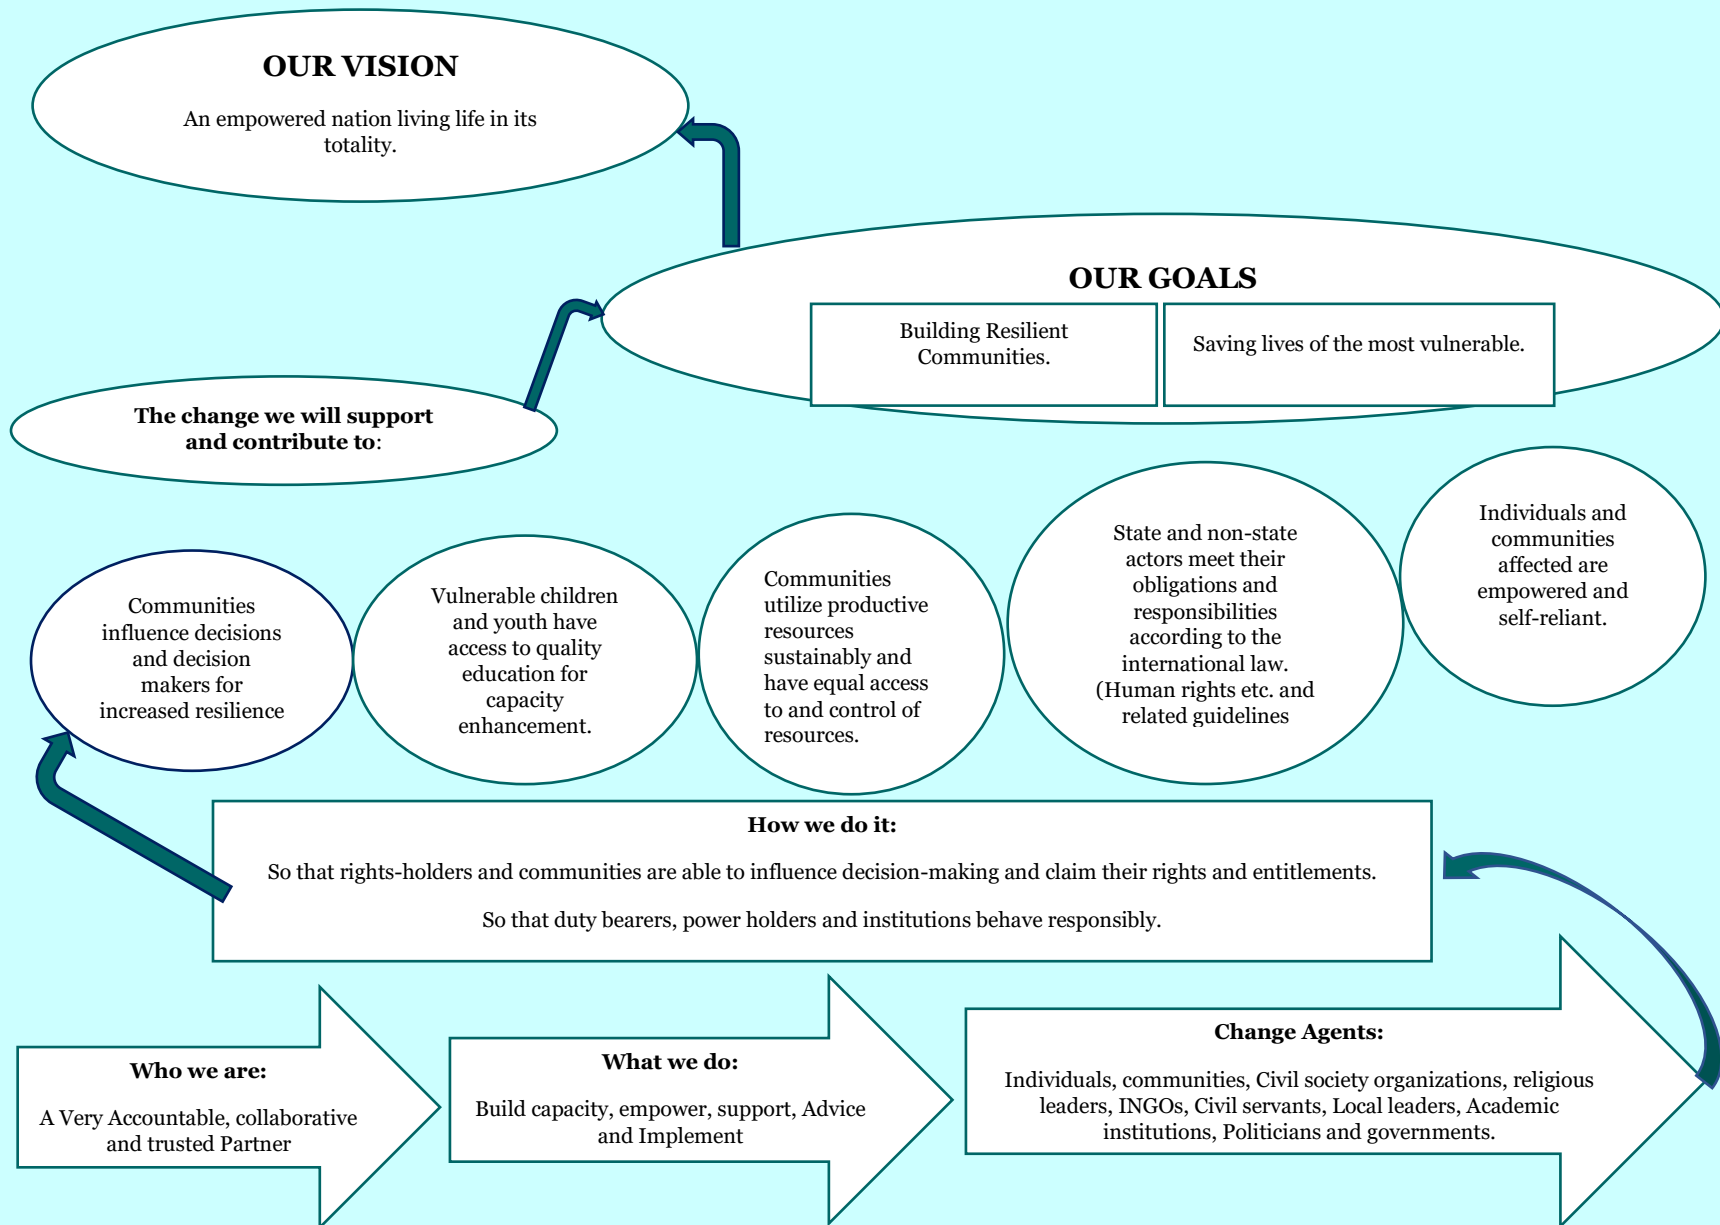 OUR VISION
An empowered nation living life in its
totality.
OUR GOALS
Building Resilient
Communities.
Saving lives of the most vulnerable.
The change we will support
and contribute to:
Communities
influence decisions
and decision
makers for
increased resilience
Vulnerable children
and youth have
access to quality
education for
capacity
enhancement.
Communities
utilize productive
resources
sustainably and
have equal access
to and control of
resources.
State and non-state
actors meet their
obligations and
responsibilities
according to the
international law.
(Human rights etc. and
related guidelines
Individuals and
communities
affected are
empowered and
self-reliant.
How we do it:
So that rights-holders and communities are able to influence decision-making and claim their rights and entitlements.
So that duty bearers, power holders and institutions behave responsibly.
Who we are:
A Very Accountable, collaborative
and trusted Partner
What we do:
Build capacity, empower, support, Advice
and Implement
Change Agents:
Individuals, communities, Civil society organizations, religious
leaders, INGOs, Civil servants, Local leaders, Academic
institutions, Politicians and governments.